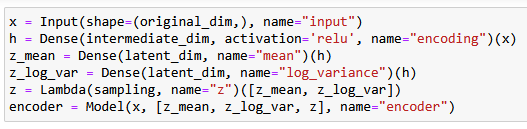 x = Input(shape=(original_dim,), name="input")
h = Dense(intermediate_dim, activation='relu', name="encoding")(x)
z_mean = Dense(latent_dim, name="mean")(h)
z_log_var = Dense(latent_dim, name="log_variance")(h)
z = Lambda(sampling, name="z")([z_mean, z_log_var])
encoder = Model(x, [z_mean, z_log_var, z], name="encoder")